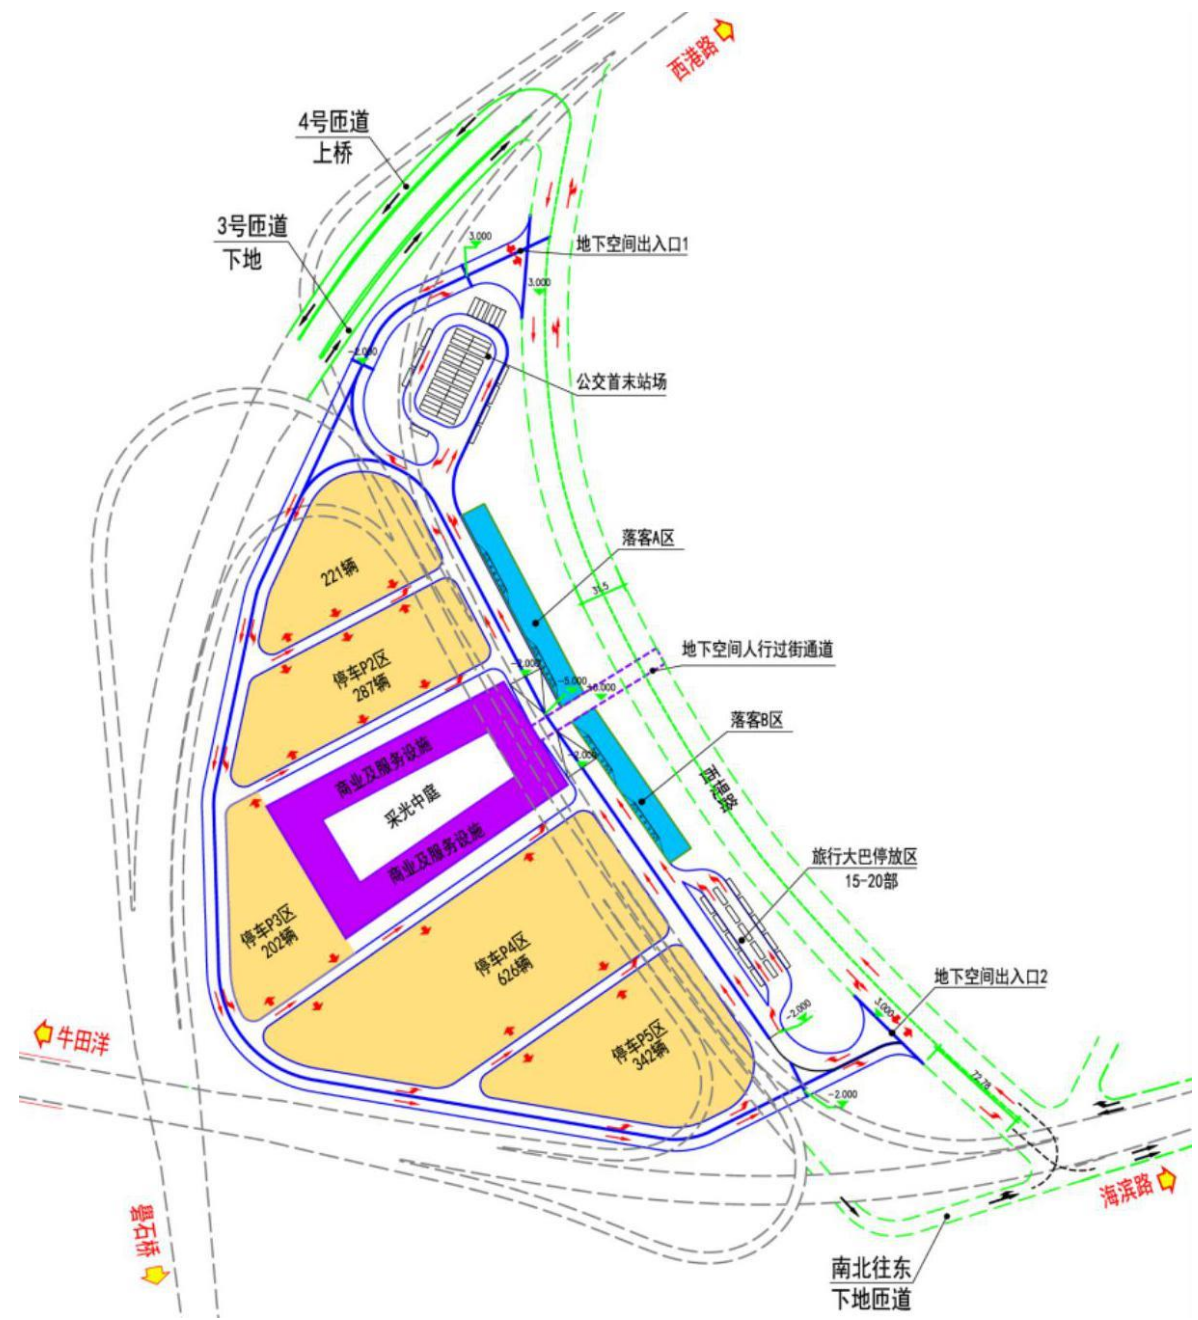 西港路
4号匝道
上桥
3号匝道
下地
3.000
地下空间出入口1
3.000
-2.000
公交首末站场
落客A区
221辆
31.5
地下空间人行过街通道
停车P2区
287辆
-2.000
-5.000
落客B区
商业及服务设施
-2.000
采光中庭
西堤路
商业及服务设施
旅行大巴停放区
15-20部
停车P3区
202辆
停车P4区
626辆
地下空间出入口2
3.000
-2.000
牛田洋
停车P5区
342辆
72.78
-2.000
海滨路
礐石桥
南北往东
下地匝道